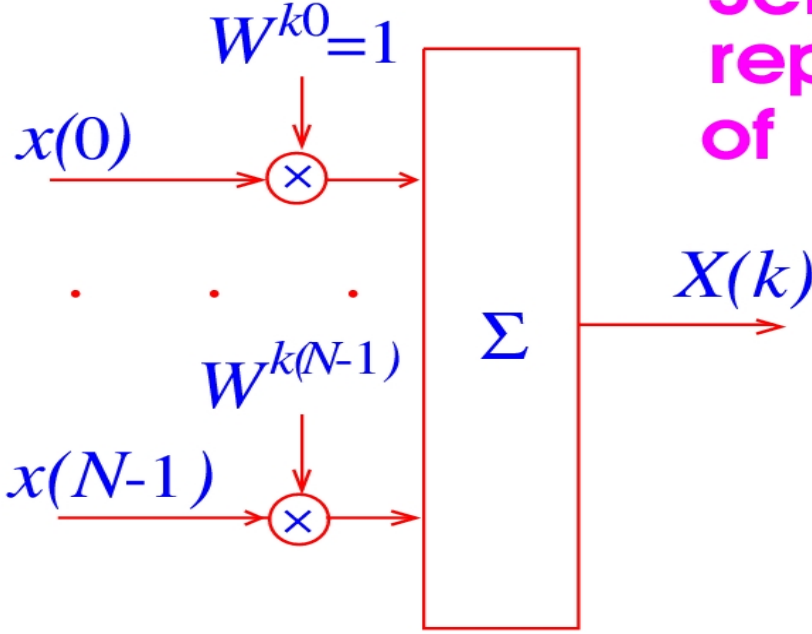 W^{k0}=1
rep
of
x(0)
×
. . .
X(k)
Σ
W^{k(N-1)}
x(N-1)
×